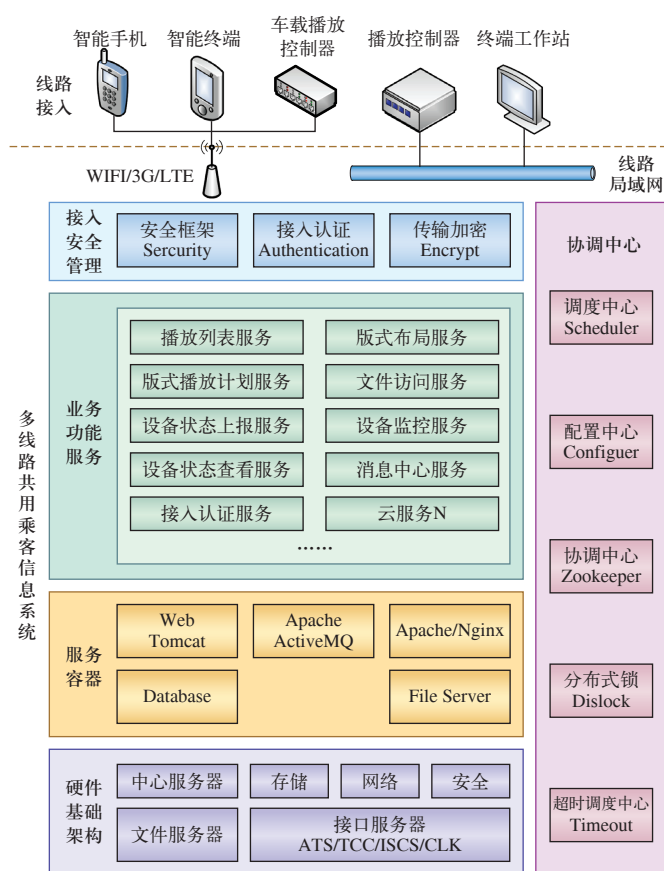 智能手机
智能终端
车载播放
控制器
播放控制器
终端工作站
线路
接入
WIFI/3G/LTE
线路
局域网
多线路共用乘客信息系统
接入
安全
管理
安全框架
Sercurity
接入认证
Authentication
传输加密
Encrypt
业务
功能
服务
播放列表服务
版式布局服务
版式播放计划服务
文件访问服务
设备状态上报服务
设备监控服务
设备状态查看服务
消息中心服务
接入认证服务
云服务N
……
服务
容器
Web
Tomcat
Apache
ActiveMQ
Apache/Nginx
Database
File Server
硬件
基础
架构
中心服务器
存储
网络
安全
文件服务器
接口服务器
ATS/TCC/ISCS/CLK
协调中心
调度中心
Scheduler
配置中心
Configuer
协调中心
Zookeeper
分布式锁
Dislock
超时调度中心
Timeout